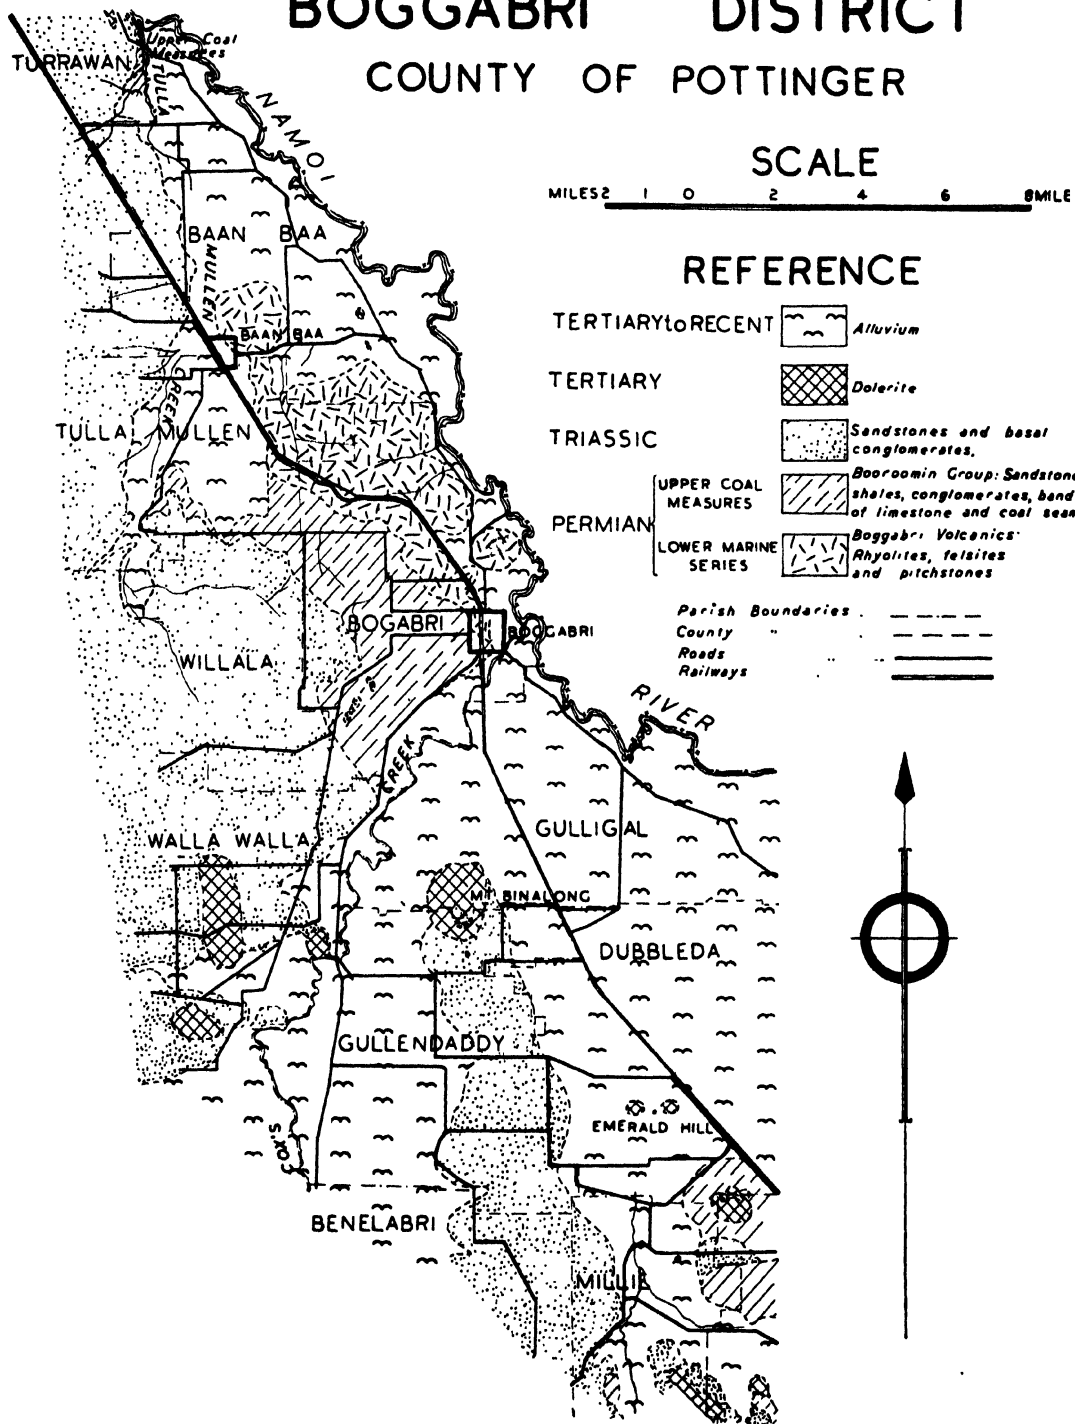 BOGGABRI DISTRICT
COUNTY OF POTTINGER
SCALE
MILES 2 1 0 2 4 6 8 MILE
REFERENCE
TERTIARY to RECENT Alluvium
TERTIARY Dolerite
TRIASSIC Sandstones and basal
conglomerates.
PERMIAN
UPPER COAL
MEASURES
Booroomin Group: Sandstone
shales, conglomerates, band
of limestone and coal seam
LOWER MARINE
SERIES
Boggabri Volcanics
Rhyolites, felsites
and pitchstones
Parish Boundaries
County "
Roads " "
Railways
Upper Coal
Measures
TURRAWAN
TULLA
NAMOI
BAAN BAA
MULLEN
BAAN BAA
CREEK
TULLA MULLEN
BOGABRI
BOGGABRI
WILLALA
RIVER
CREEK
GULLIGAL
WALLA WALLA
Mt BINALONG
DUBBLEDA
GULLENDADDY
EMERALD HILL
COX'S
BENELABRI
MILLIE